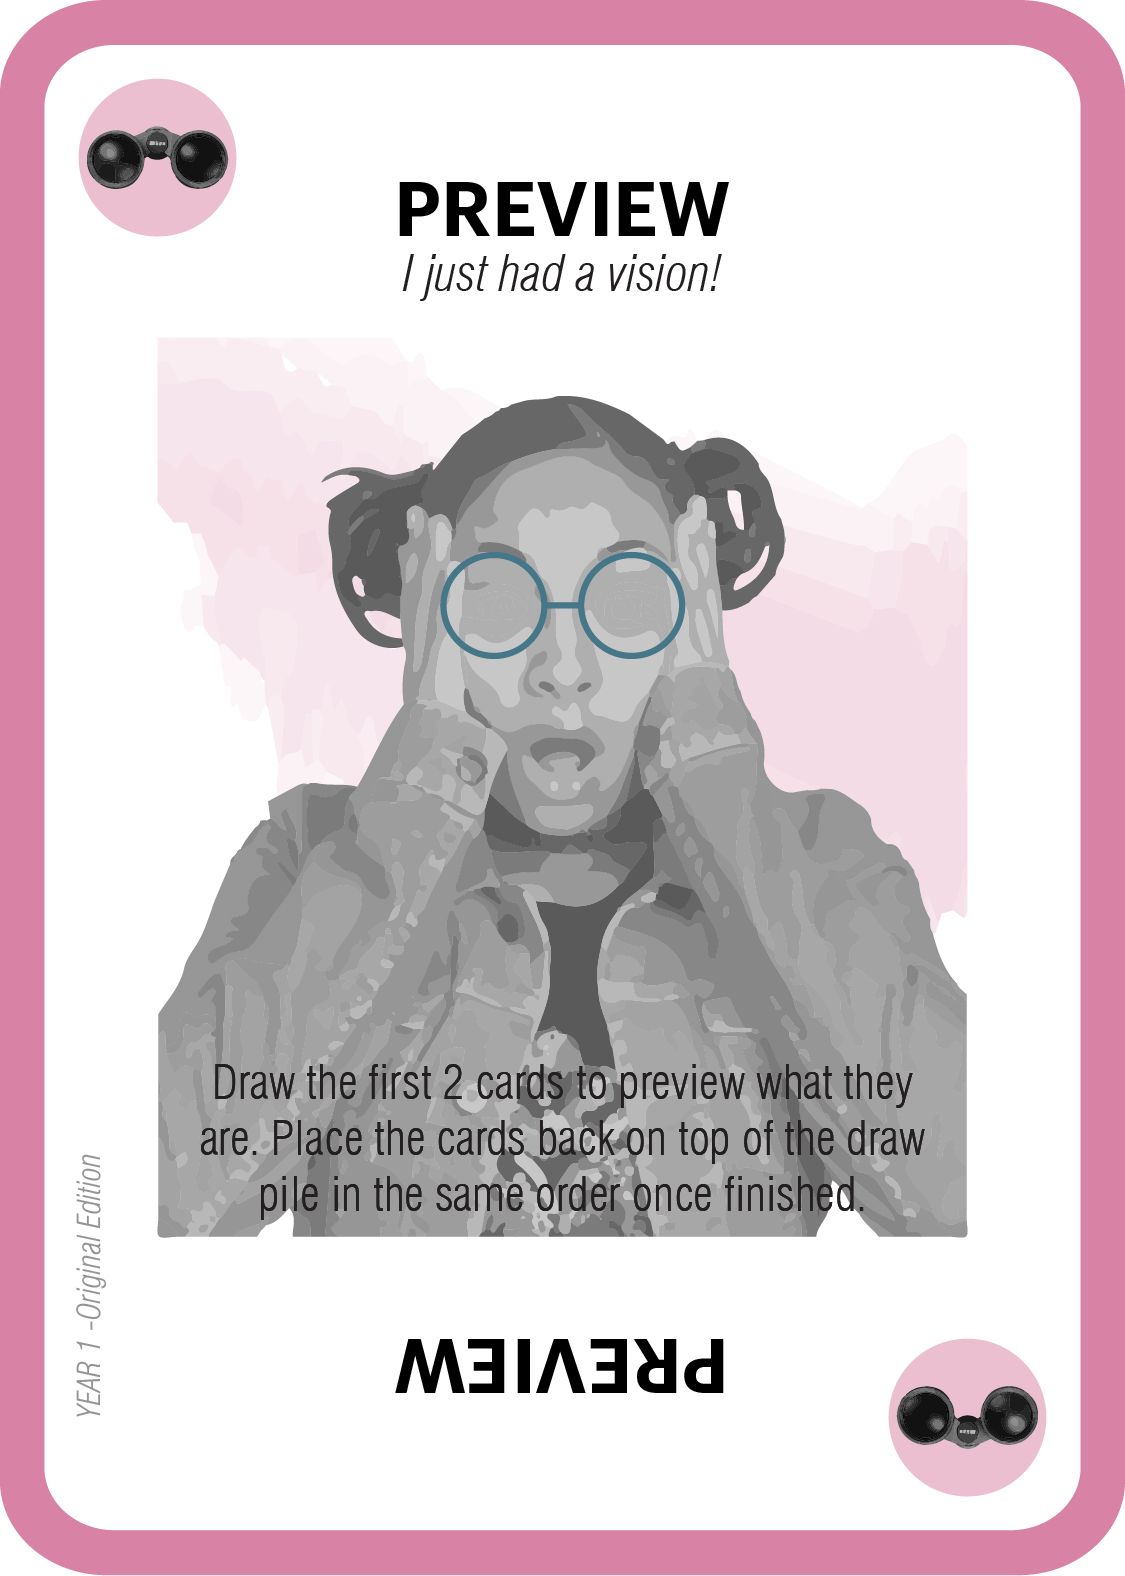 PREVIEW
I just had a vision!
Draw the first 2 cards to preview what they
are. Place the cards back on top of the draw
pile in the same order once finished.
YEAR 1 -Original Edition
PREVIEW